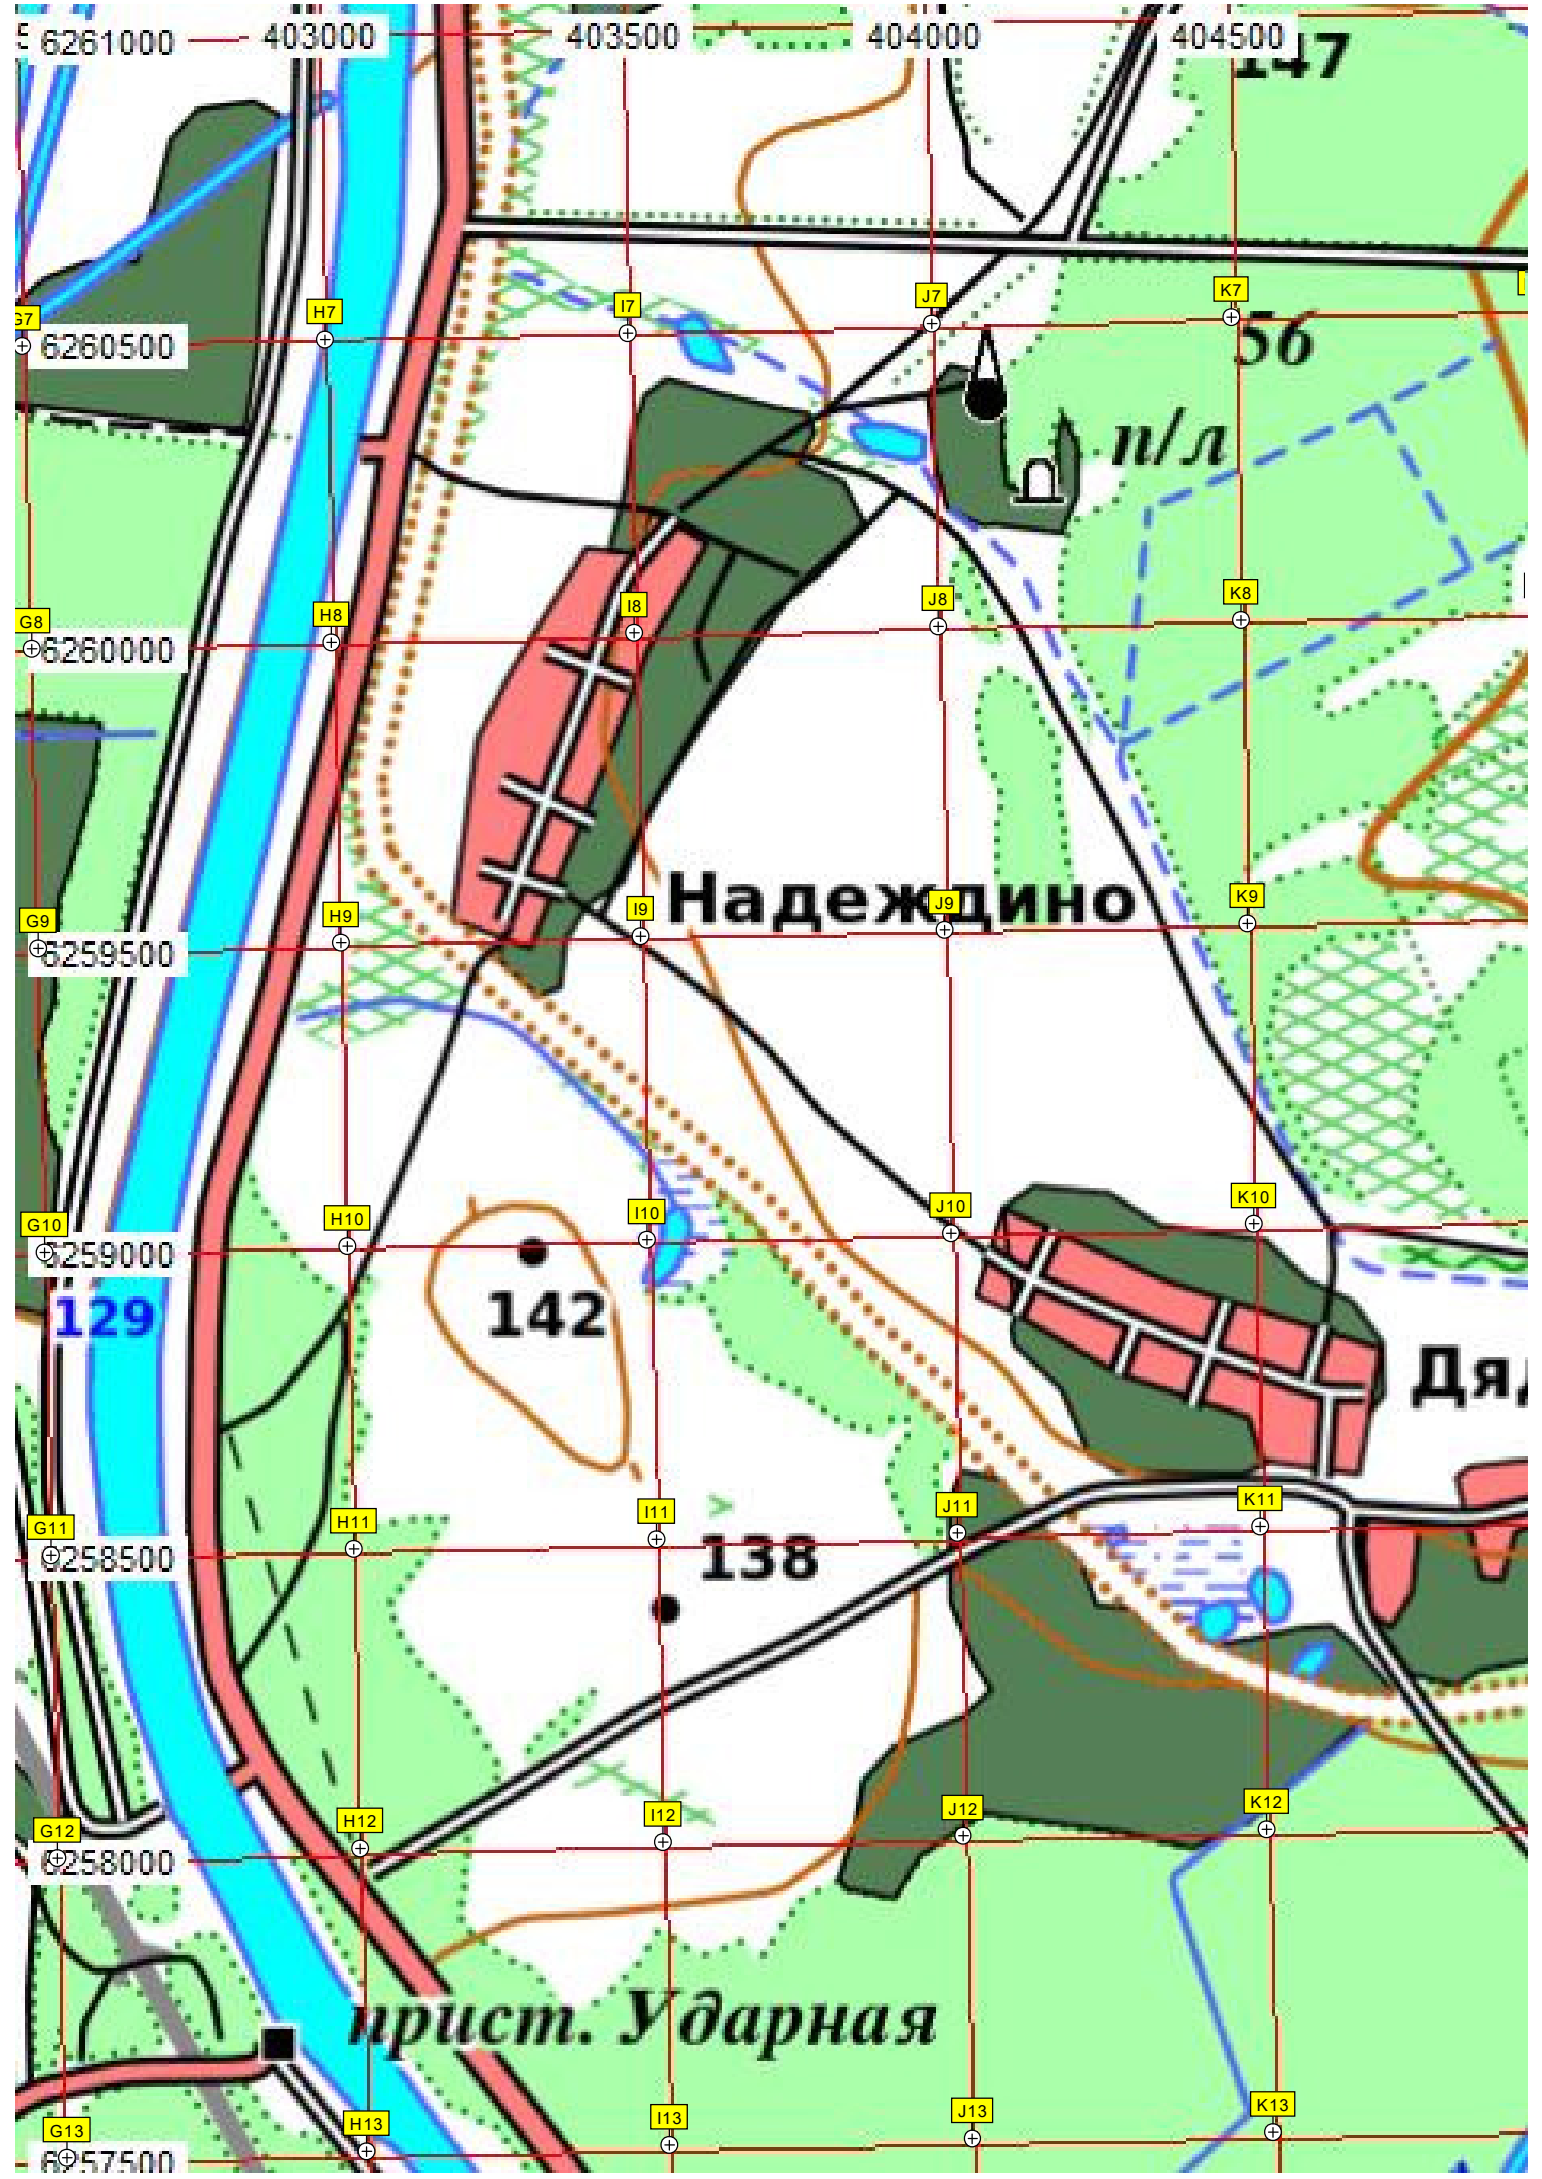 6261000 403000 403500 404000 404500
147
G7 H7 I7 J7 K7
6260500 56
п/л
G8 H8 I8 J8 K8
6260000
Надеждино
G9 H9 I9 J9 K9
6259500
G10 H10 I10 J10 K10
6259000
129 142
G11 H11 I11 J11 K11
6258500 138
G12 H12 I12 J12 K12
6258000
прист. Ударная
G13 H13 I13 J13 K13
6257500